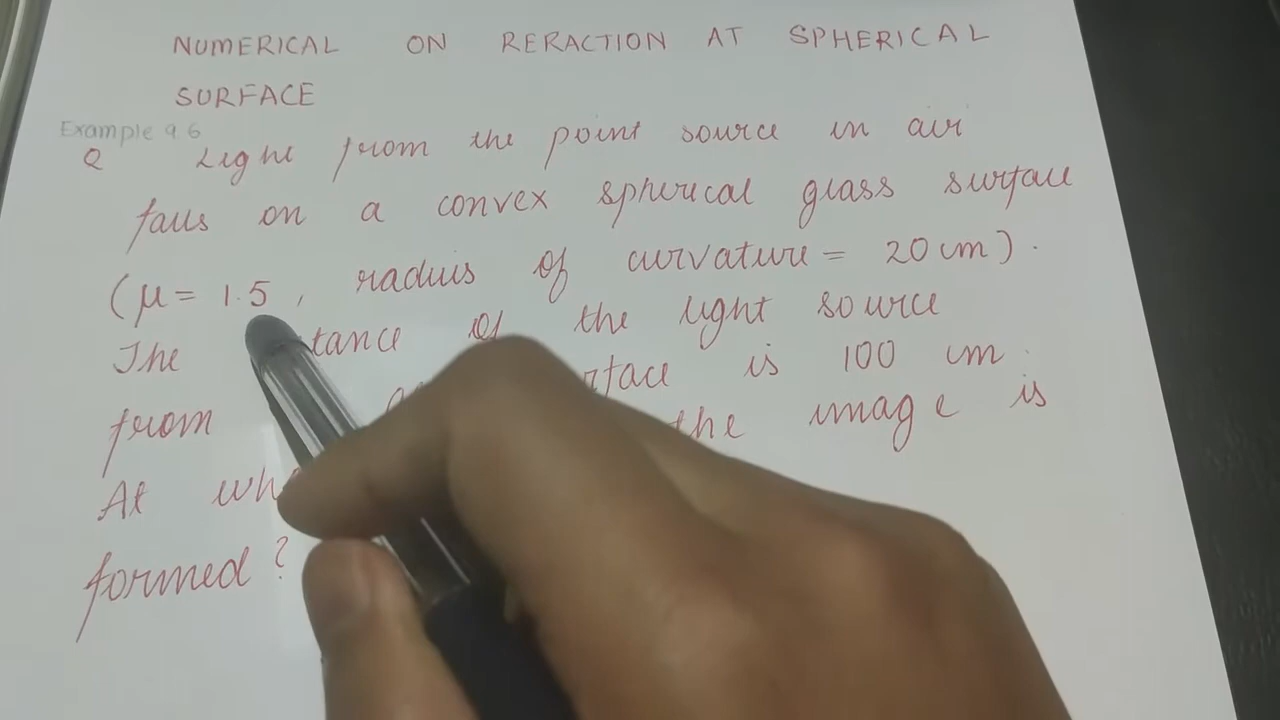 NUMERICAL ON RERACTION AT SPHERICAL
SURFACE
Example 9.6
Q Light from the point source in air
falls on a convex spherical glass surface
(μ = 1.5, radius of curvature = 20 cm).
The of the light source
from is 100 cm.
At the image is
formed?